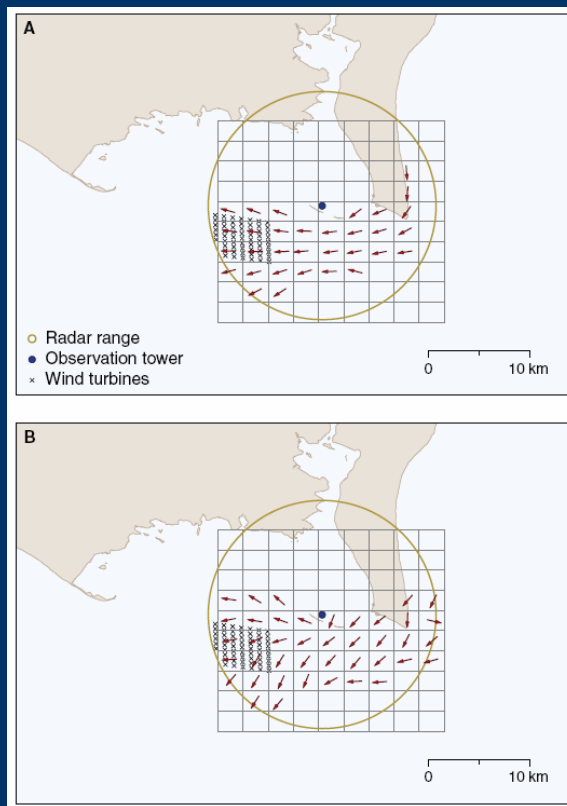 A
Radar range
Observation tower
Wind turbines
0 10 km
B
0 10 km